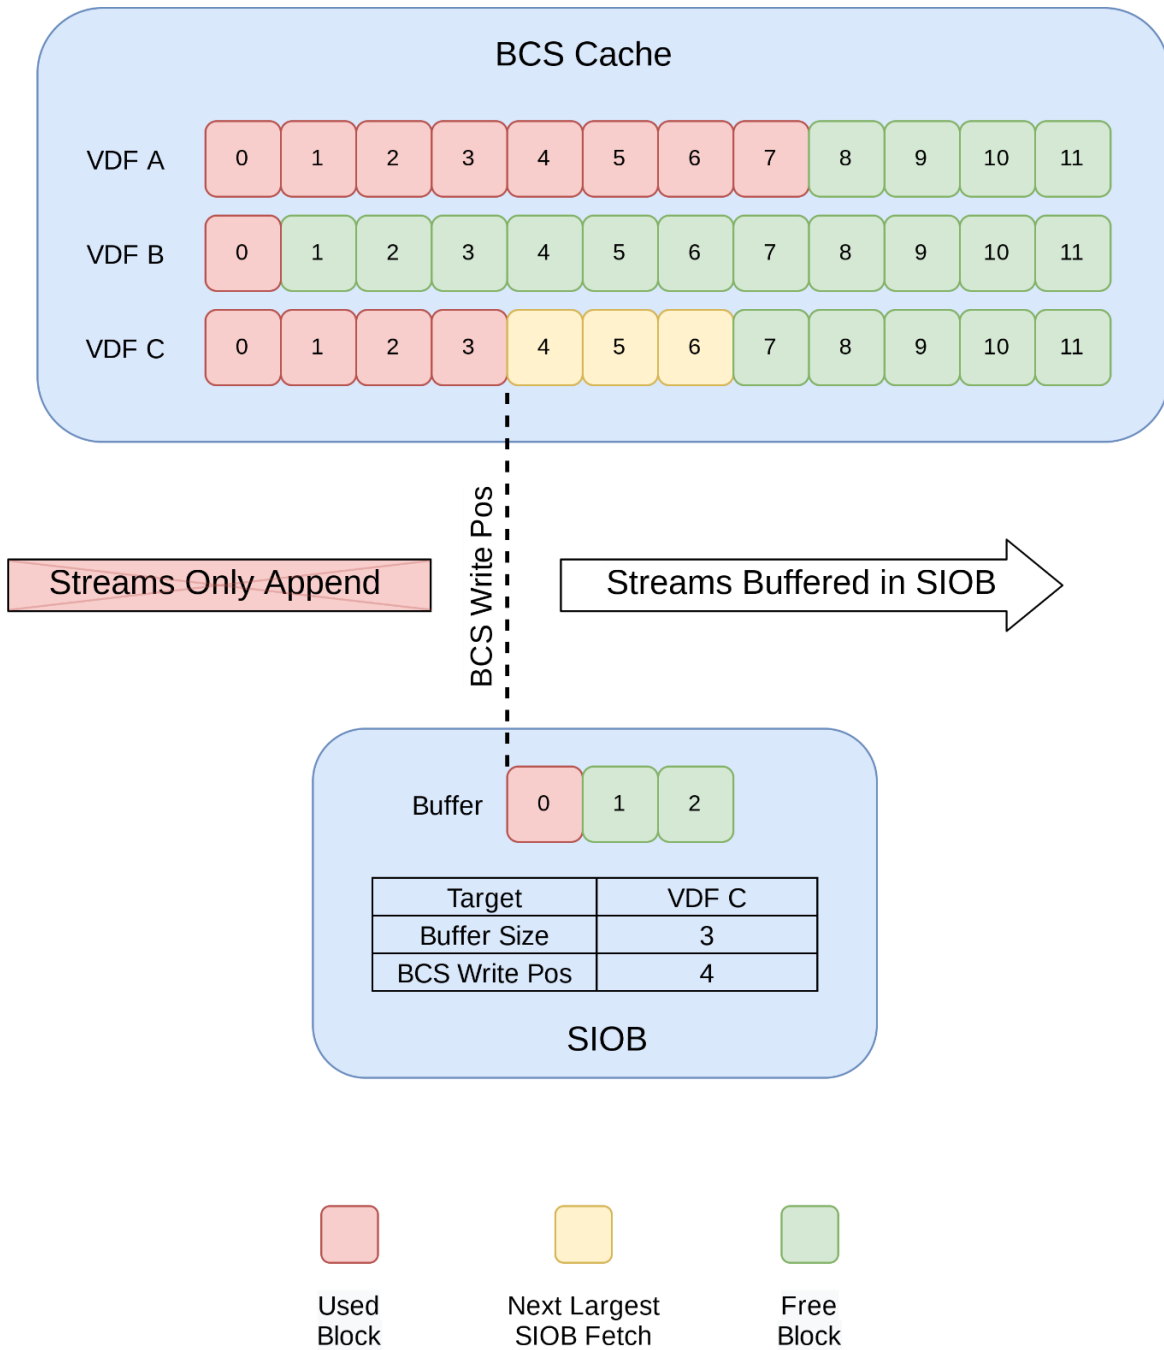 BCS Cache
VDF A 0 1 2 3 4 5 6 7 8 9 10 11
VDF B 0 1 2 3 4 5 6 7 8 9 10 11
VDF C 0 1 2 3 4 5 6 7 8 9 10 11
BCS Write Pos
Streams Only Append
Streams Buffered in SIOB
Buffer 0 1 2
Target VDF C
Buffer Size 3
BCS Write Pos 4
SIOB
Used
Block
Next Largest
SIOB Fetch
Free
Block